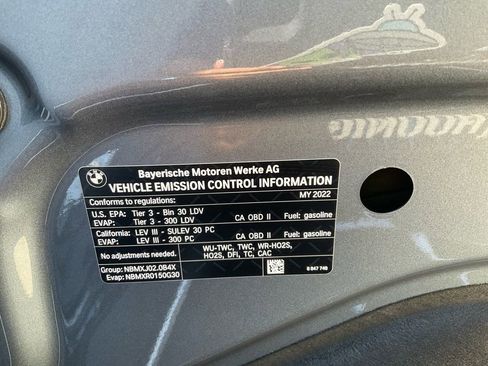 Bayerische Motoren Werke AG
VEHICLE EMISSION CONTROL INFORMATION
Conforms to regulations: MY 2022
U.S. EPA: Tier 3 - Bin 30 LDV
EVAP: Tier 3 - 300 LDV CA OBD II Fuel: gasoline
California: LEV III - SULEV 30 PC
EVAP: LEV III - 300 PC CA OBD II Fuel: gasoline
No adjustments needed. WU-TWC, TWC, WR-HO2S,
HO2S, DFI, TC, CAC
Group: NBMXJ02.0B4X
Evap: NBMXR0150G30 8 847 740